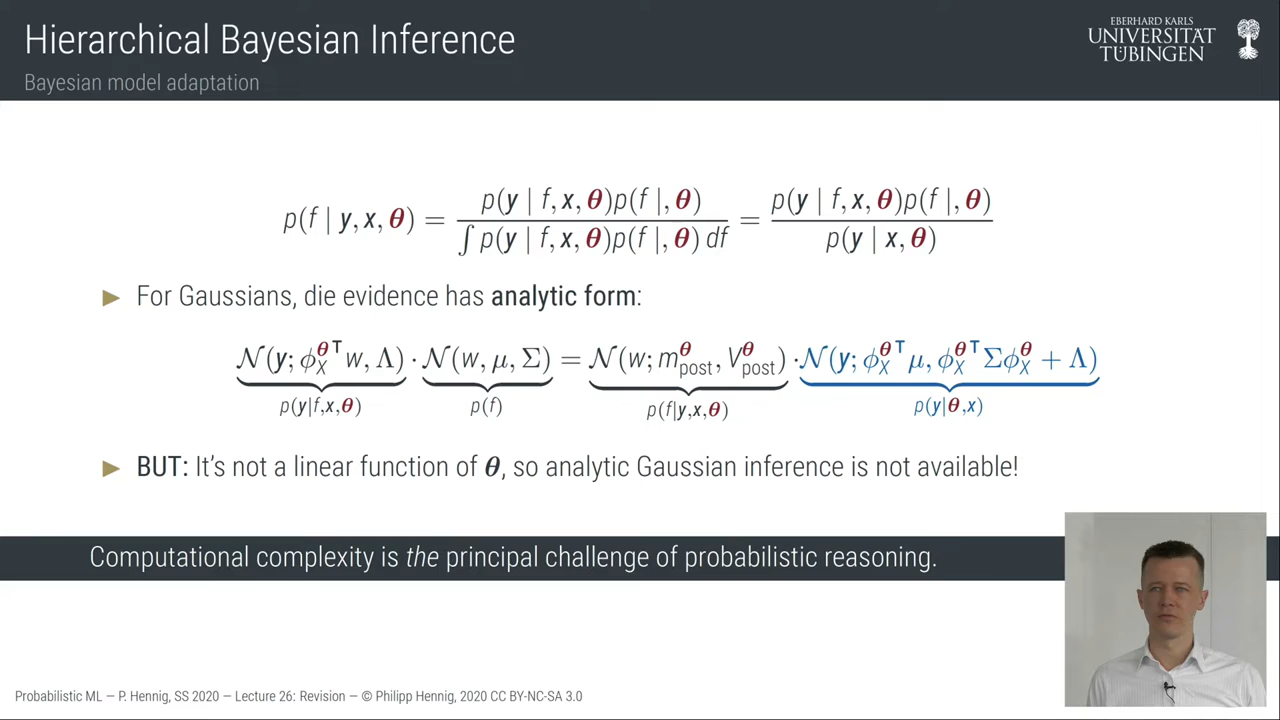 Hierarchical Bayesian Inference
EBERHARD KARLS
UNIVERSITÄT
TÜBINGEN
Bayesian model adaptation
p(f | y, x, θ) = p(y | f, x, θ)p(f |, θ) / ∫ p(y | f, x, θ)p(f |, θ) df = p(y | f, x, θ)p(f |, θ) / p(y | x, θ)
▶ For Gaussians, die evidence has analytic form:
𝒩(y; ϕ_X^θ⊤ w, Λ) · 𝒩(w, μ, Σ) = 𝒩(w; m_post^θ, V_post^θ) · 𝒩(y; ϕ_X^θ⊤ μ, ϕ_X^θ⊤ Σϕ_X^θ + Λ)
p(y|f,x,θ) p(f) p(f|y,x,θ) p(y|θ,x)
▶ BUT: It's not a linear function of θ, so analytic Gaussian inference is not available!
Computational complexity is the principal challenge of probabilistic reasoning.
Probabilistic ML — P. Hennig, SS 2020 — Lecture 26: Revision — © Philipp Hennig, 2020 CC BY-NC-SA 3.0